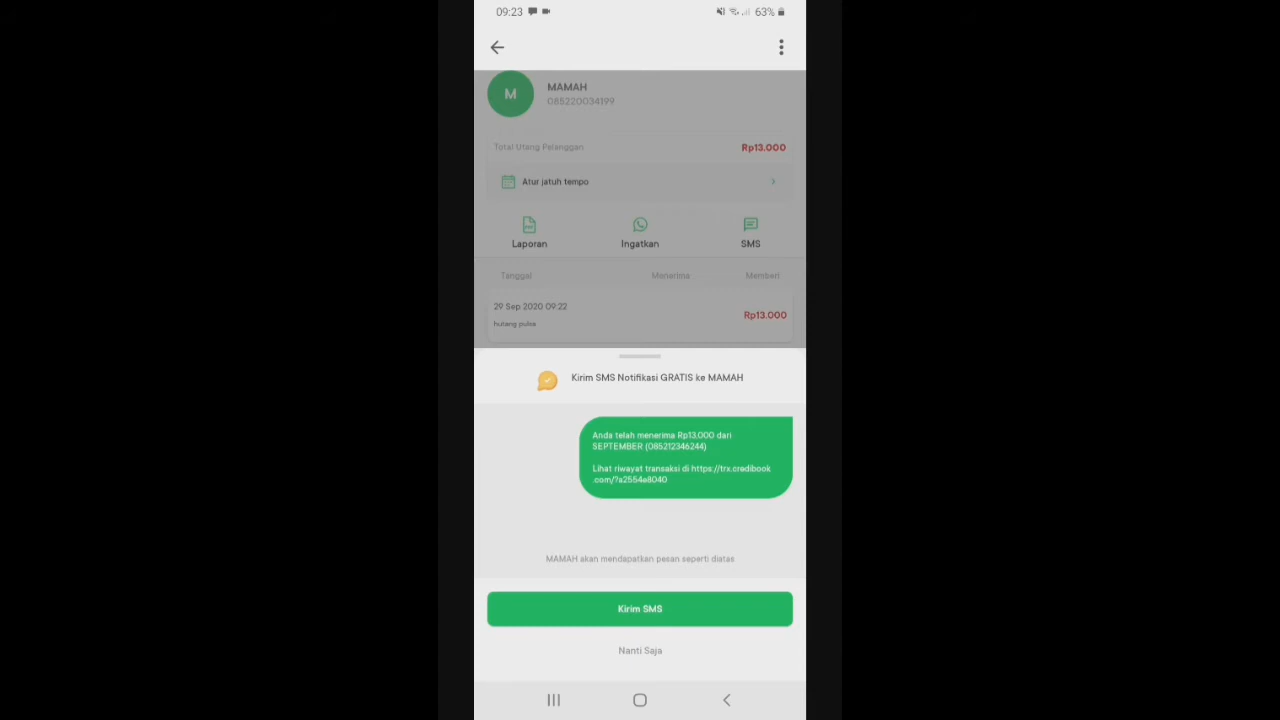 09:23
63%
M
MAMAH
085220034199
Total Utang Pelanggan
Rp13.000
Atur jatuh tempo
Laporan
Ingatkan
SMS
Tanggal
Menerima
Memberi
29 Sep 2020 09:22
hutang pulsa
Rp13.000
Kirim SMS Notifikasi GRATIS ke MAMAH
Anda telah menerima Rp13,000 dari
SEPTEMBER (085212346244)
Lihat riwayat transaksi di https://trx.credibook
.com/?a2554e8040
MAMAH akan mendapatkan pesan seperti diatas
Kirim SMS
Nanti Saja